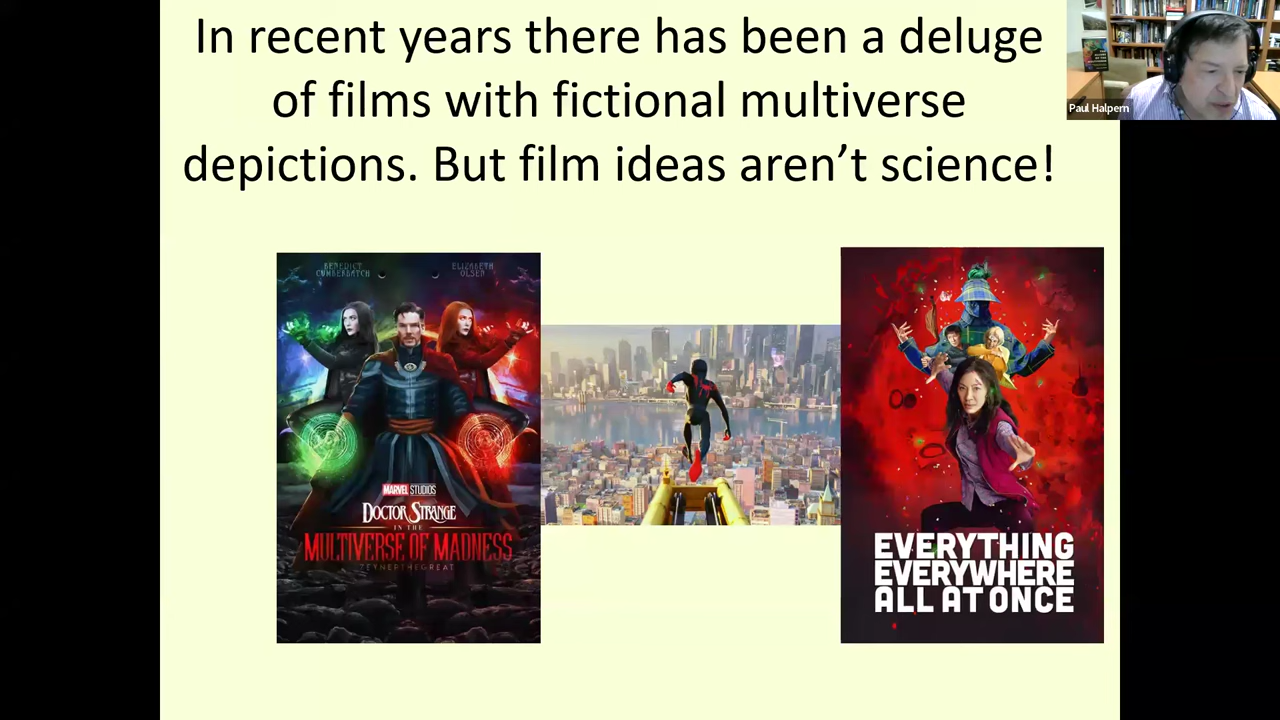 In recent years there has been a deluge
of films with fictional multiverse
depictions. But film ideas aren’t science!
Paul Halpern
BENEDICT
CUMBERBATCH
ELIZABETH
OLSEN
MARVEL STUDIOS
DOCTOR STRANGE
IN THE
MULTIVERSE OF MADNESS
ZEYNEPTHEGREAT
EVERYTHING
EVERYWHERE
ALL AT ONCE